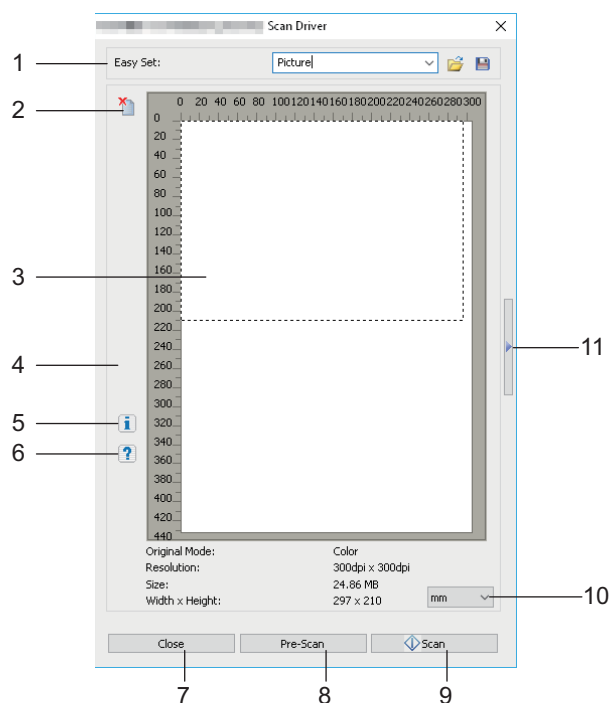 Scan Driver
1 Easy Set: Picture
2
0 20 40 60 80 100 120 140 160 180 200 220 240 260 280 300
0
20
40
60
80
100
120
140
3 160
180
200
220
240
4 260
280
300
5 i 320
340
6 ? 360
380
400
420
440
11
Original Mode: Color
Resolution: 300dpi x 300dpi
Size: 24.86 MB
Width x Height: 297 x 210 mm 10
Close Pre-Scan Scan
7 8 9